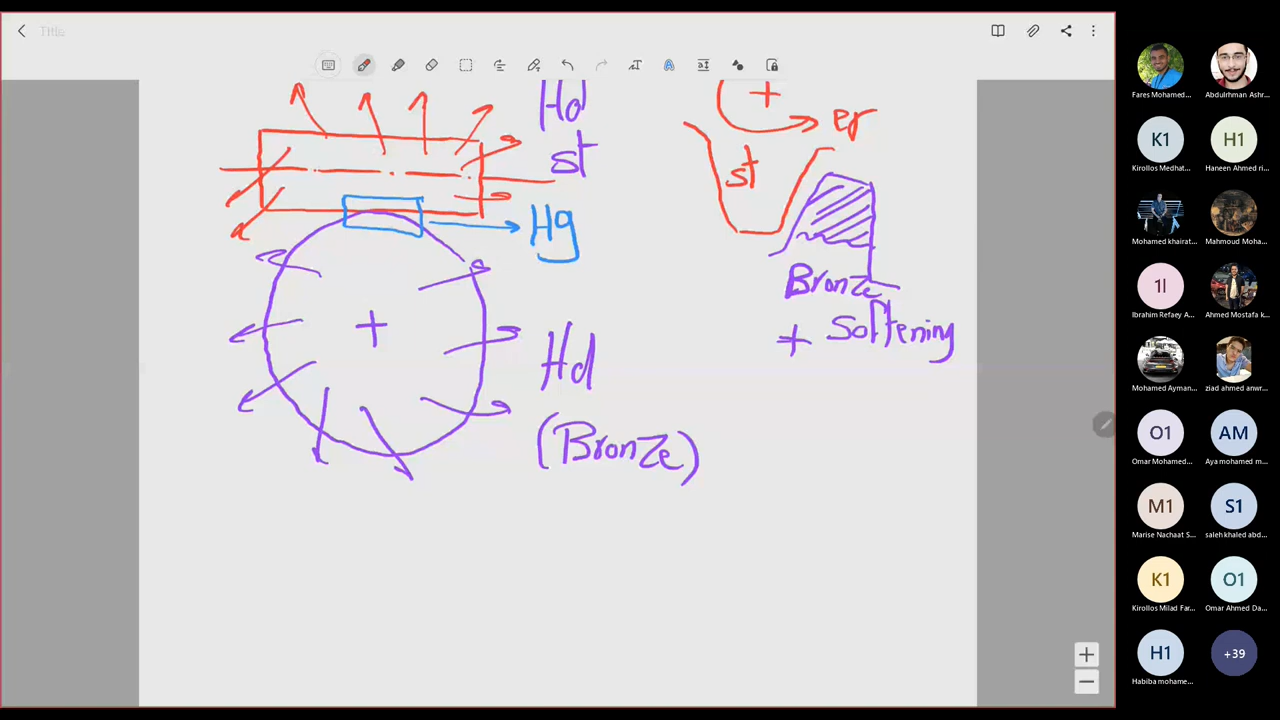 Title
Hd
st
Hg
+
Hd
(Bronze)
+
er
st
Bronze
+ Softening
Fares Mohamed...
Abdulrhman Ashr...
K1
Kirollos Medhat...
H1
Haneen Ahmed ri...
Mohamed khairat...
Mahmoud Moha...
1I
Ibrahim Refaey A...
Ahmed Mostafa k...
Mohamed Ayman...
ziad ahmed anwr...
O1
Omar Mohamed...
AM
Aya mohamed m...
M1
Marise Nachaat S...
S1
saleh khaled abd...
K1
Kirollos Milad Far...
O1
Omar Ahmed Da...
H1
Habiba mohame...
+39